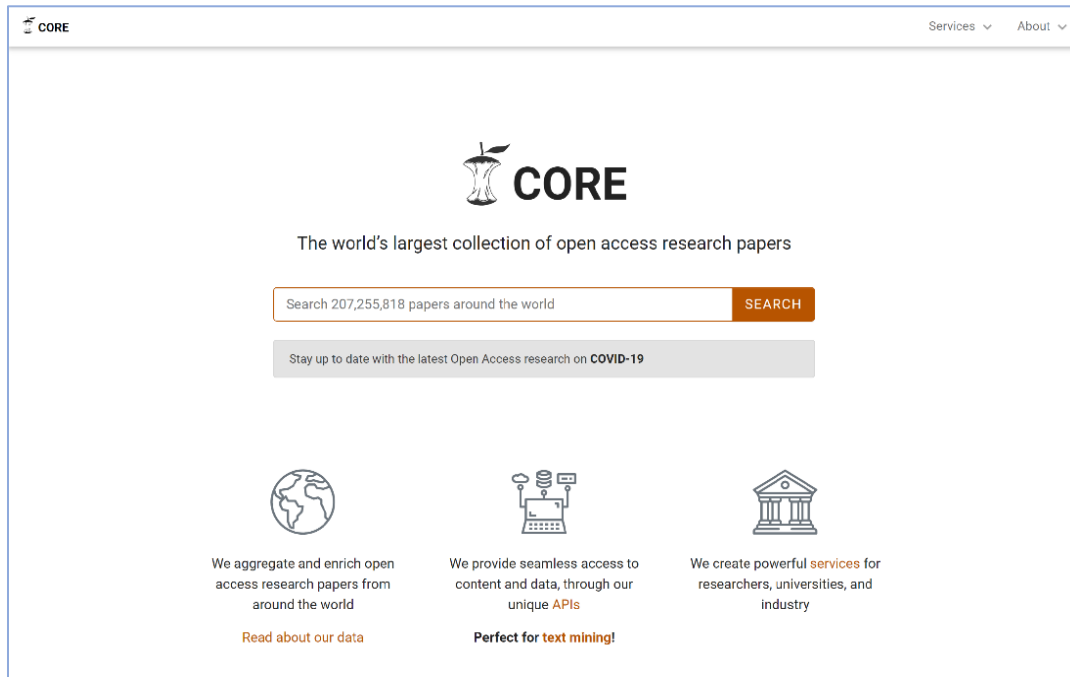 CORE
Services
About
CORE
The world's largest collection of open access research papers
Search 207,255,818 papers around the world
SEARCH
Stay up to date with the latest Open Access research on COVID-19
We aggregate and enrich open
access research papers from
around the world
Read about our data
We provide seamless access to
content and data, through our
unique APIs
Perfect for text mining!
We create powerful services for
researchers, universities, and
industry